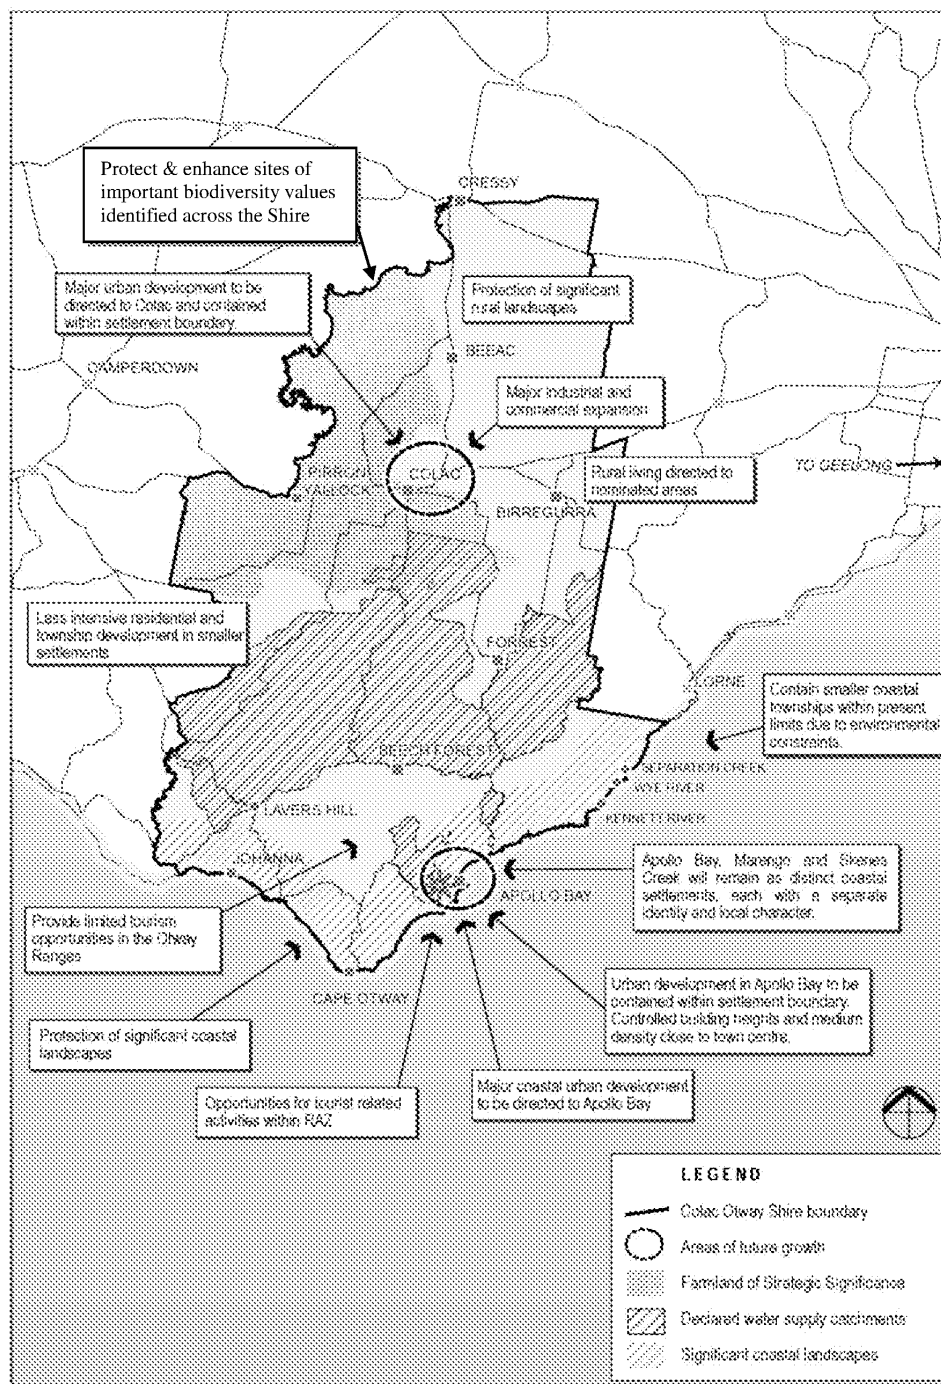 Protect & enhance sites of
important biodiversity values
identified across the Shire
CRESSY
Major urban development to be
directed to Colac and contained
within settlement boundary.
Protection of significant
rural landscapes
BEEAC
CAMPERDOWN
Major industrial and
commercial expansion
PIRRON
YALLOCK
COLAC
Rural living directed to
nominated areas
TO GEELONG
BIRREGURRA
Less intensive residential and
township development in smaller
settlements
FORREST
LORNE
Contain smaller coastal
townships within present
limits due to environmental
constraints.
BEECH FOREST
SEPARATION CREEK
WYE RIVER
LAVERS HILL
KENNETT RIVER
JOHANNA
Apollo Bay, Marengo and Skenes
Creek will remain as distinct coastal
settlements, each with a separate
identity and local character.
APOLLO BAY
Provide limited tourism
opportunities in the Otway
Ranges
CAPE OTWAY
Urban development in Apollo Bay to be
contained within settlement boundary.
Controlled building heights and medium
density close to town centre.
Protection of significant coastal
landscapes
Opportunities for tourist related
activities within RAZ
Major coastal urban development
to be directed to Apollo Bay
LEGEND
Colac Otway Shire boundary
Areas of future growth
Farmland of Strategic Significance
Declared water supply catchments
Significant coastal landscapes